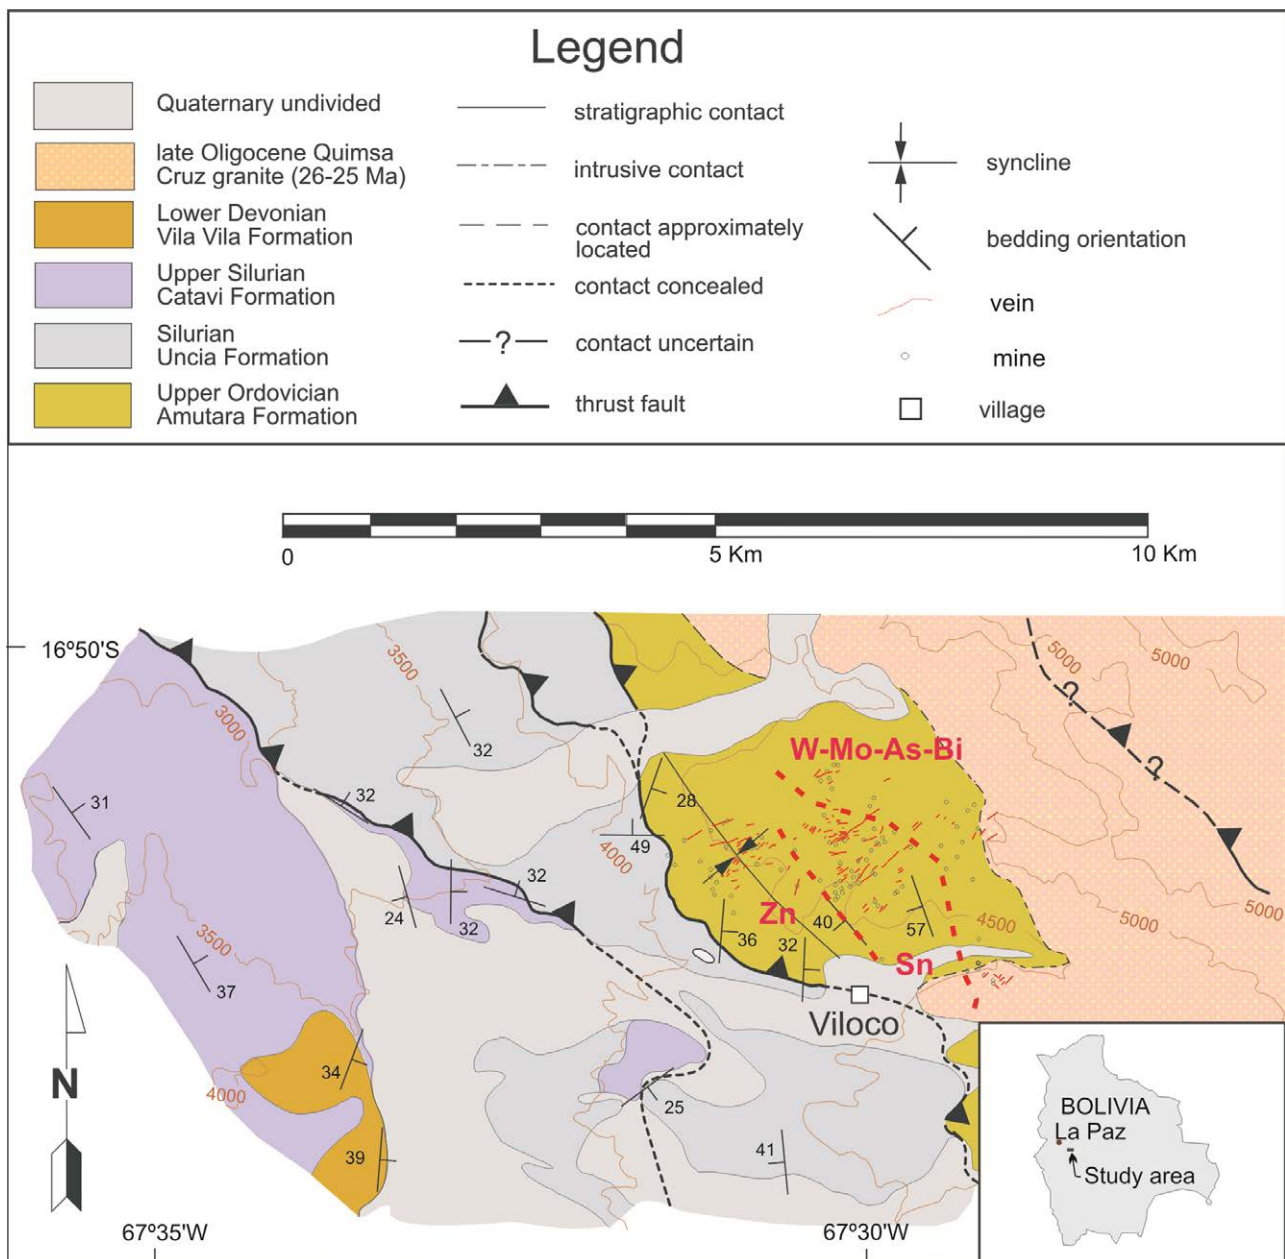 Legend
Quaternary undivided
late Oligocene Quimsa
Cruz granite (26-25 Ma)
Lower Devonian
Vila Vila Formation
Upper Silurian
Catavi Formation
Silurian
Uncia Formation
Upper Ordovician
Amutara Formation
stratigraphic contact
intrusive contact
contact approximately
located
contact concealed
?
contact uncertain
thrust fault
syncline
bedding orientation
vein
mine
village
0
5 Km
10 Km
16º50'S
3500
5000
5000
3000
?
32
W-Mo-As-Bi
?
31
32
28
49
4000
32
24
32
Zn
36
32
40
57
4500
5000
5000
3500
37
Sn
Viloco
N
34
4000
25
39
41
BOLIVIA
La Paz
Study area
67º35'W
67º30'W